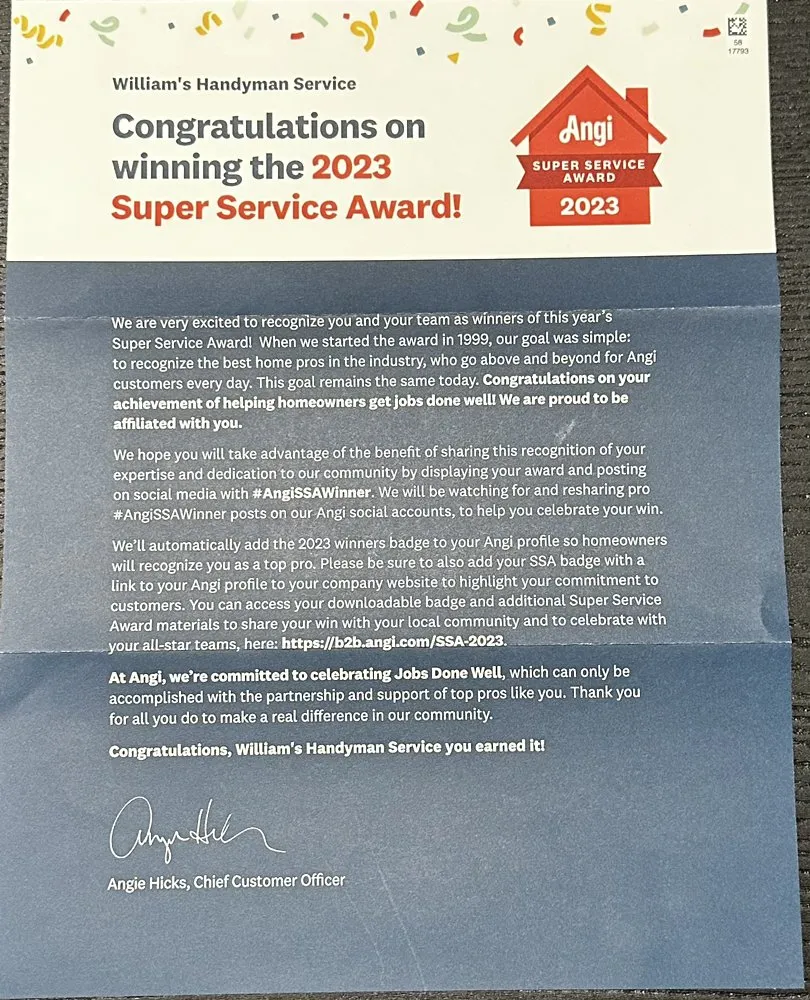 58
17793
William's Handyman Service
Congratulations on
winning the 2023
Super Service Award!
Angi
SUPER SERVICE
AWARD
2023
We are very excited to recognize you and your team as winners of this year's
Super Service Award! When we started the award in 1999, our goal was simple:
to recognize the best home pros in the industry, who go above and beyond for Angi
customers every day. This goal remains the same today. Congratulations on your
achievement of helping homeowners get jobs done well! We are proud to be
affiliated with you.
We hope you will take advantage of the benefit of sharing this recognition of your
expertise and dedication to our community by displaying your award and posting
on social media with #AngiSSAWinner. We will be watching for and resharing pro
#AngiSSAWinner posts on our Angi social accounts, to help you celebrate your win.
We'll automatically add the 2023 winners badge to your Angi profile so homeowners
will recognize you as a top pro. Please be sure to also add your SSA badge with a
link to your Angi profile to your company website to highlight your commitment to
customers. You can access your downloadable badge and additional Super Service
Award materials to share your win with your local community and to celebrate with
your all-star teams, here: https://b2b.angi.com/SSA-2023.
At Angi, we're committed to celebrating Jobs Done Well, which can only be
accomplished with the partnership and support of top pros like you. Thank you
for all you do to make a real difference in our community.
Congratulations, William's Handyman Service you earned it!
Angie Hicks
Angie Hicks, Chief Customer Officer